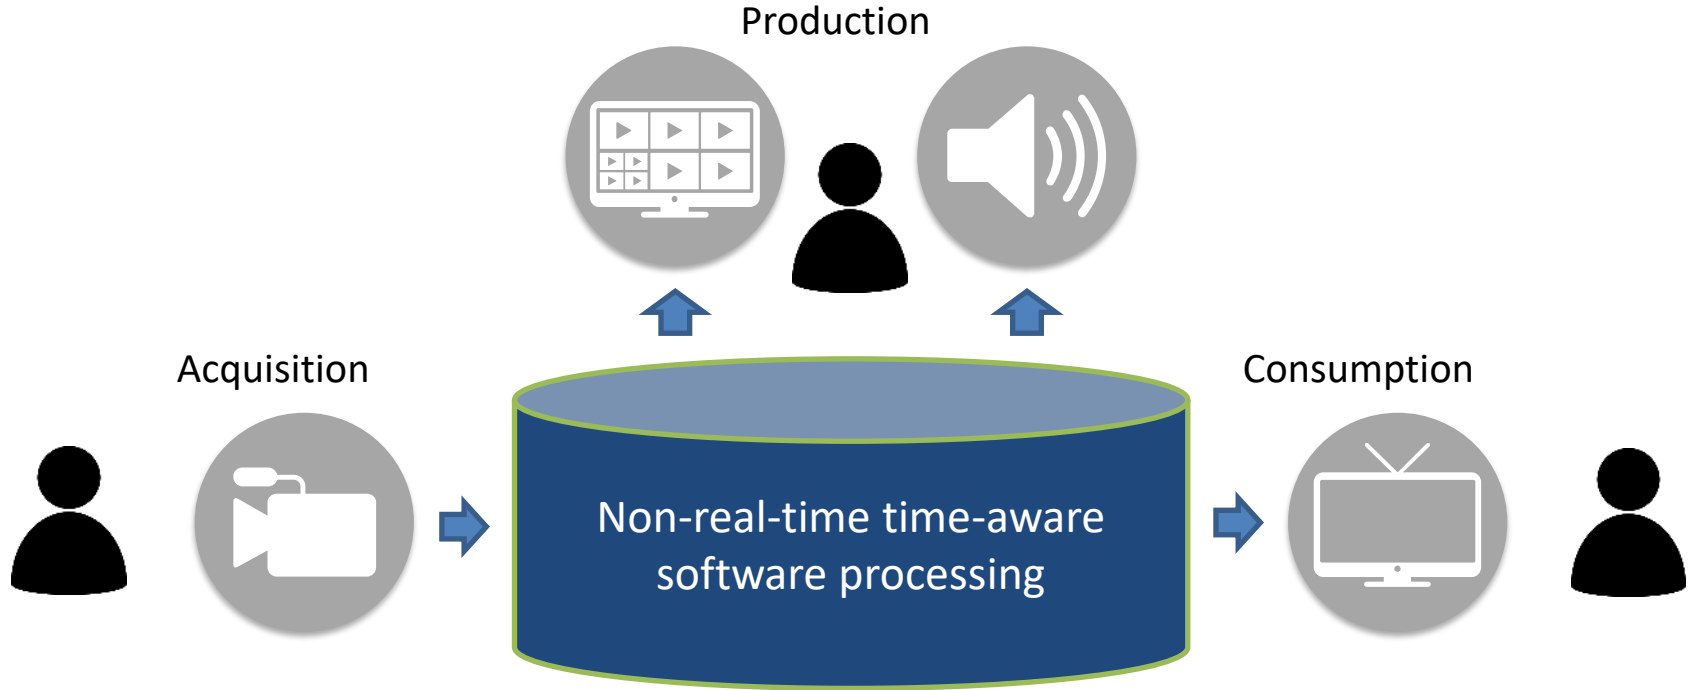 Production
Acquisition
Consumption
Non-real-time time-aware
software processing